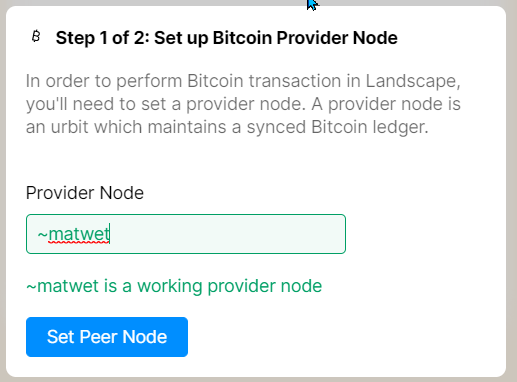 Step 1 of 2: Set up Bitcoin Provider Node
In order to perform Bitcoin transaction in Landscape,
you'll need to set a provider node. A provider node is
an urbit which maintains a synced Bitcoin ledger.
Provider Node
~matwet
~matwet is a working provider node
Set Peer Node